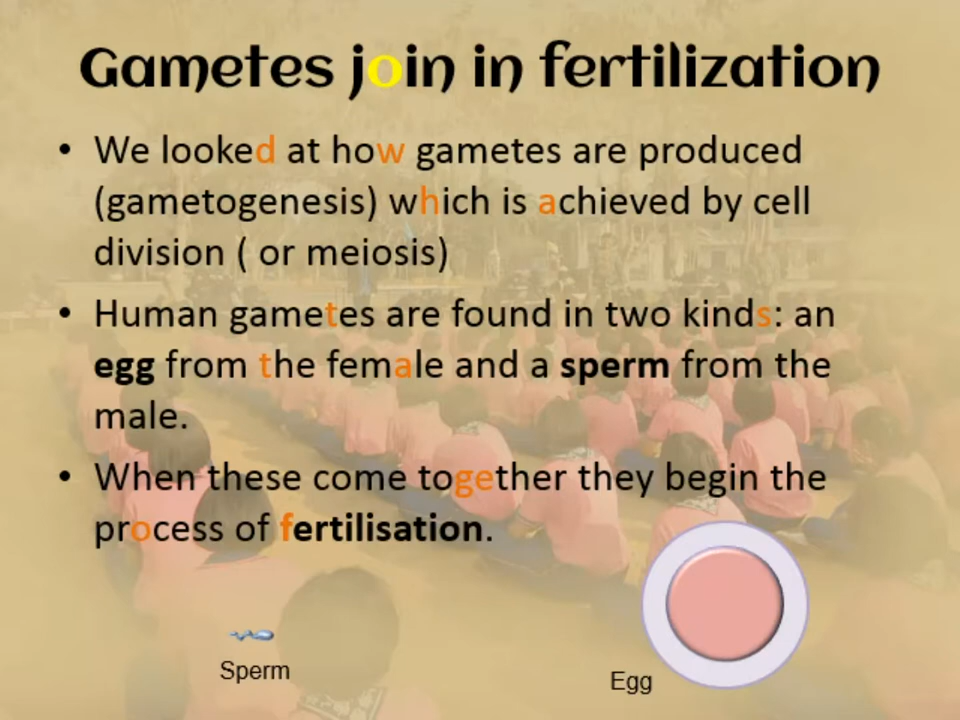 Gametes join in fertilization
• We looked at how gametes are produced
(gametogenesis) which is achieved by cell
division ( or meiosis)
• Human gametes are found in two kinds: an
egg from the female and a sperm from the
male.
• When these come together they begin the
process of fertilisation.
Sperm
Egg